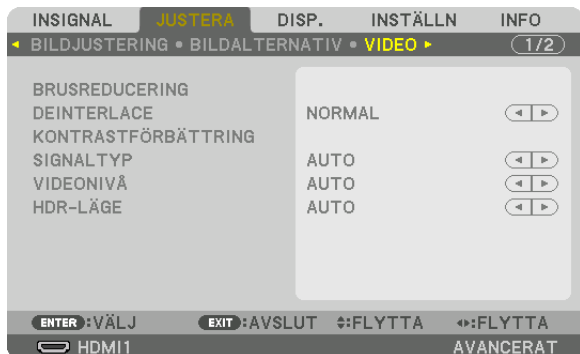 INSIGNAL JUSTERA DISP. INSTÄLLN INFO
◂ BILDJUSTERING • BILDALTERNATIV • VIDEO ▸ 1/2
BRUSREDUCERING
DEINTERLACE NORMAL
KONTRASTFÖRBÄTTRING
SIGNALTYP AUTO
VIDEONIVÅ AUTO
HDR-LÄGE AUTO
ENTER:VÄLJ EXIT:AVSLUT :FLYTTA :FLYTTA
HDMI1 AVANCERAT